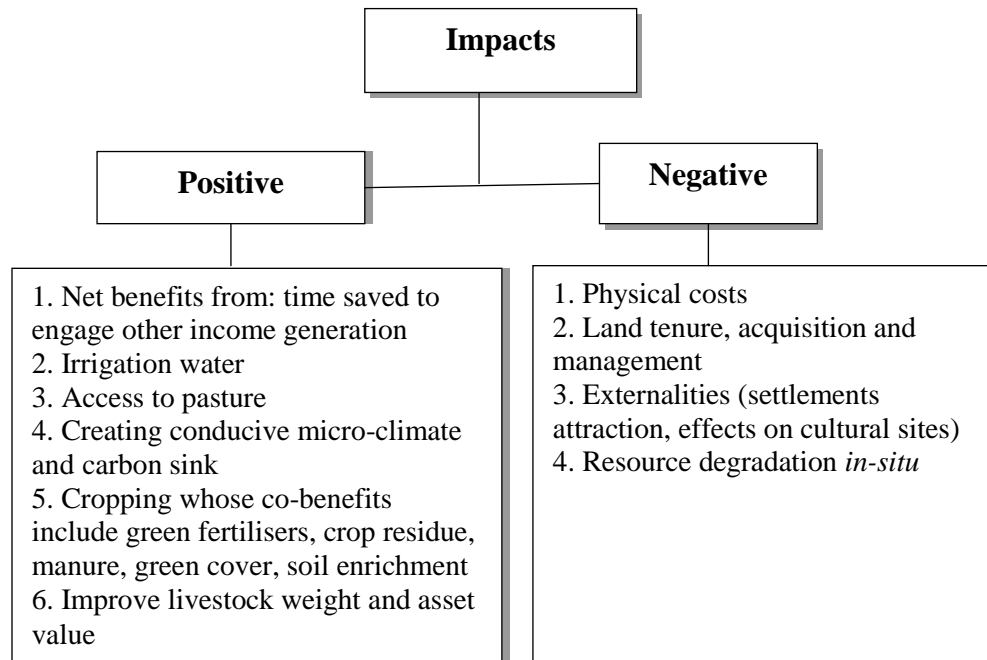 Impacts
Positive
Negative
1. Net benefits from: time saved to
engage other income generation
2. Irrigation water
3. Access to pasture
4. Creating conducive micro-climate
and carbon sink
5. Cropping whose co-benefits
include green fertilisers, crop residue,
manure, green cover, soil enrichment
6. Improve livestock weight and asset
value
1. Physical costs
2. Land tenure, acquisition and
management
3. Externalities (settlements
attraction, effects on cultural sites)
4. Resource degradation in-situ